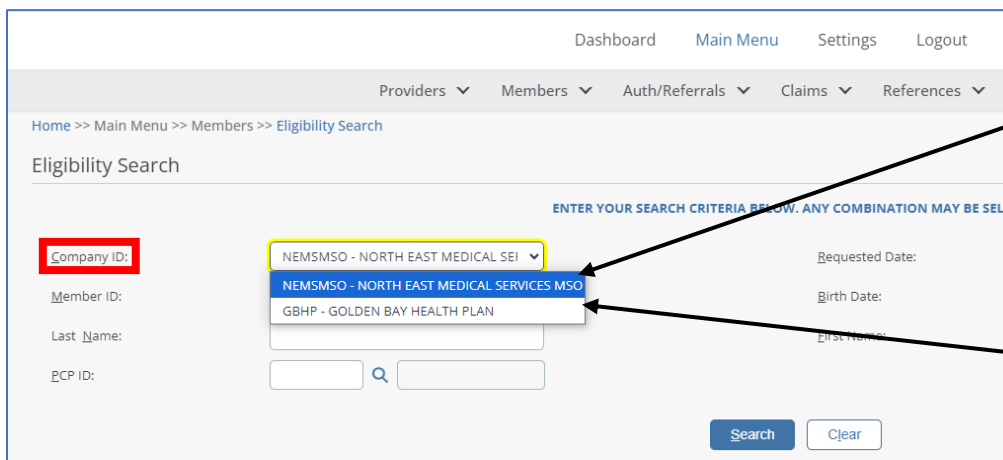 Dashboard Main Menu Settings Logout
Providers Members Auth/Referrals Claims References
Home >> Main Menu >> Members >> Eligibility Search
Eligibility Search
ENTER YOUR SEARCH CRITERIA BELOW. ANY COMBINATION MAY BE SEL
Company ID: NEMSMSO - NORTH EAST MEDICAL SEI Requested Date:
NEMSMSO - NORTH EAST MEDICAL SERVICES MSO
Member ID: Birth Date:
GBHP - GOLDEN BAY HEALTH PLAN
Last Name: First Name:
PCP ID:
Search Clear